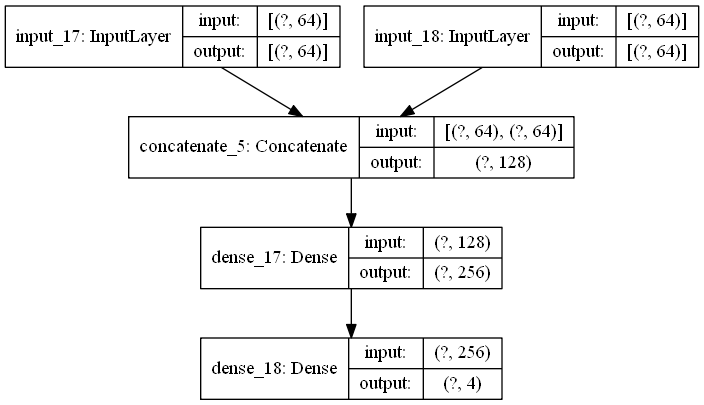 input_17: InputLayer
input: [(?, 64)]
output: [(?, 64)]
input_18: InputLayer
input: [(?, 64)]
output: [(?, 64)]
concatenate_5: Concatenate
input: [(?, 64), (?, 64)]
output: (?, 128)
dense_17: Dense
input: (?, 128)
output: (?, 256)
dense_18: Dense
input: (?, 256)
output: (?, 4)